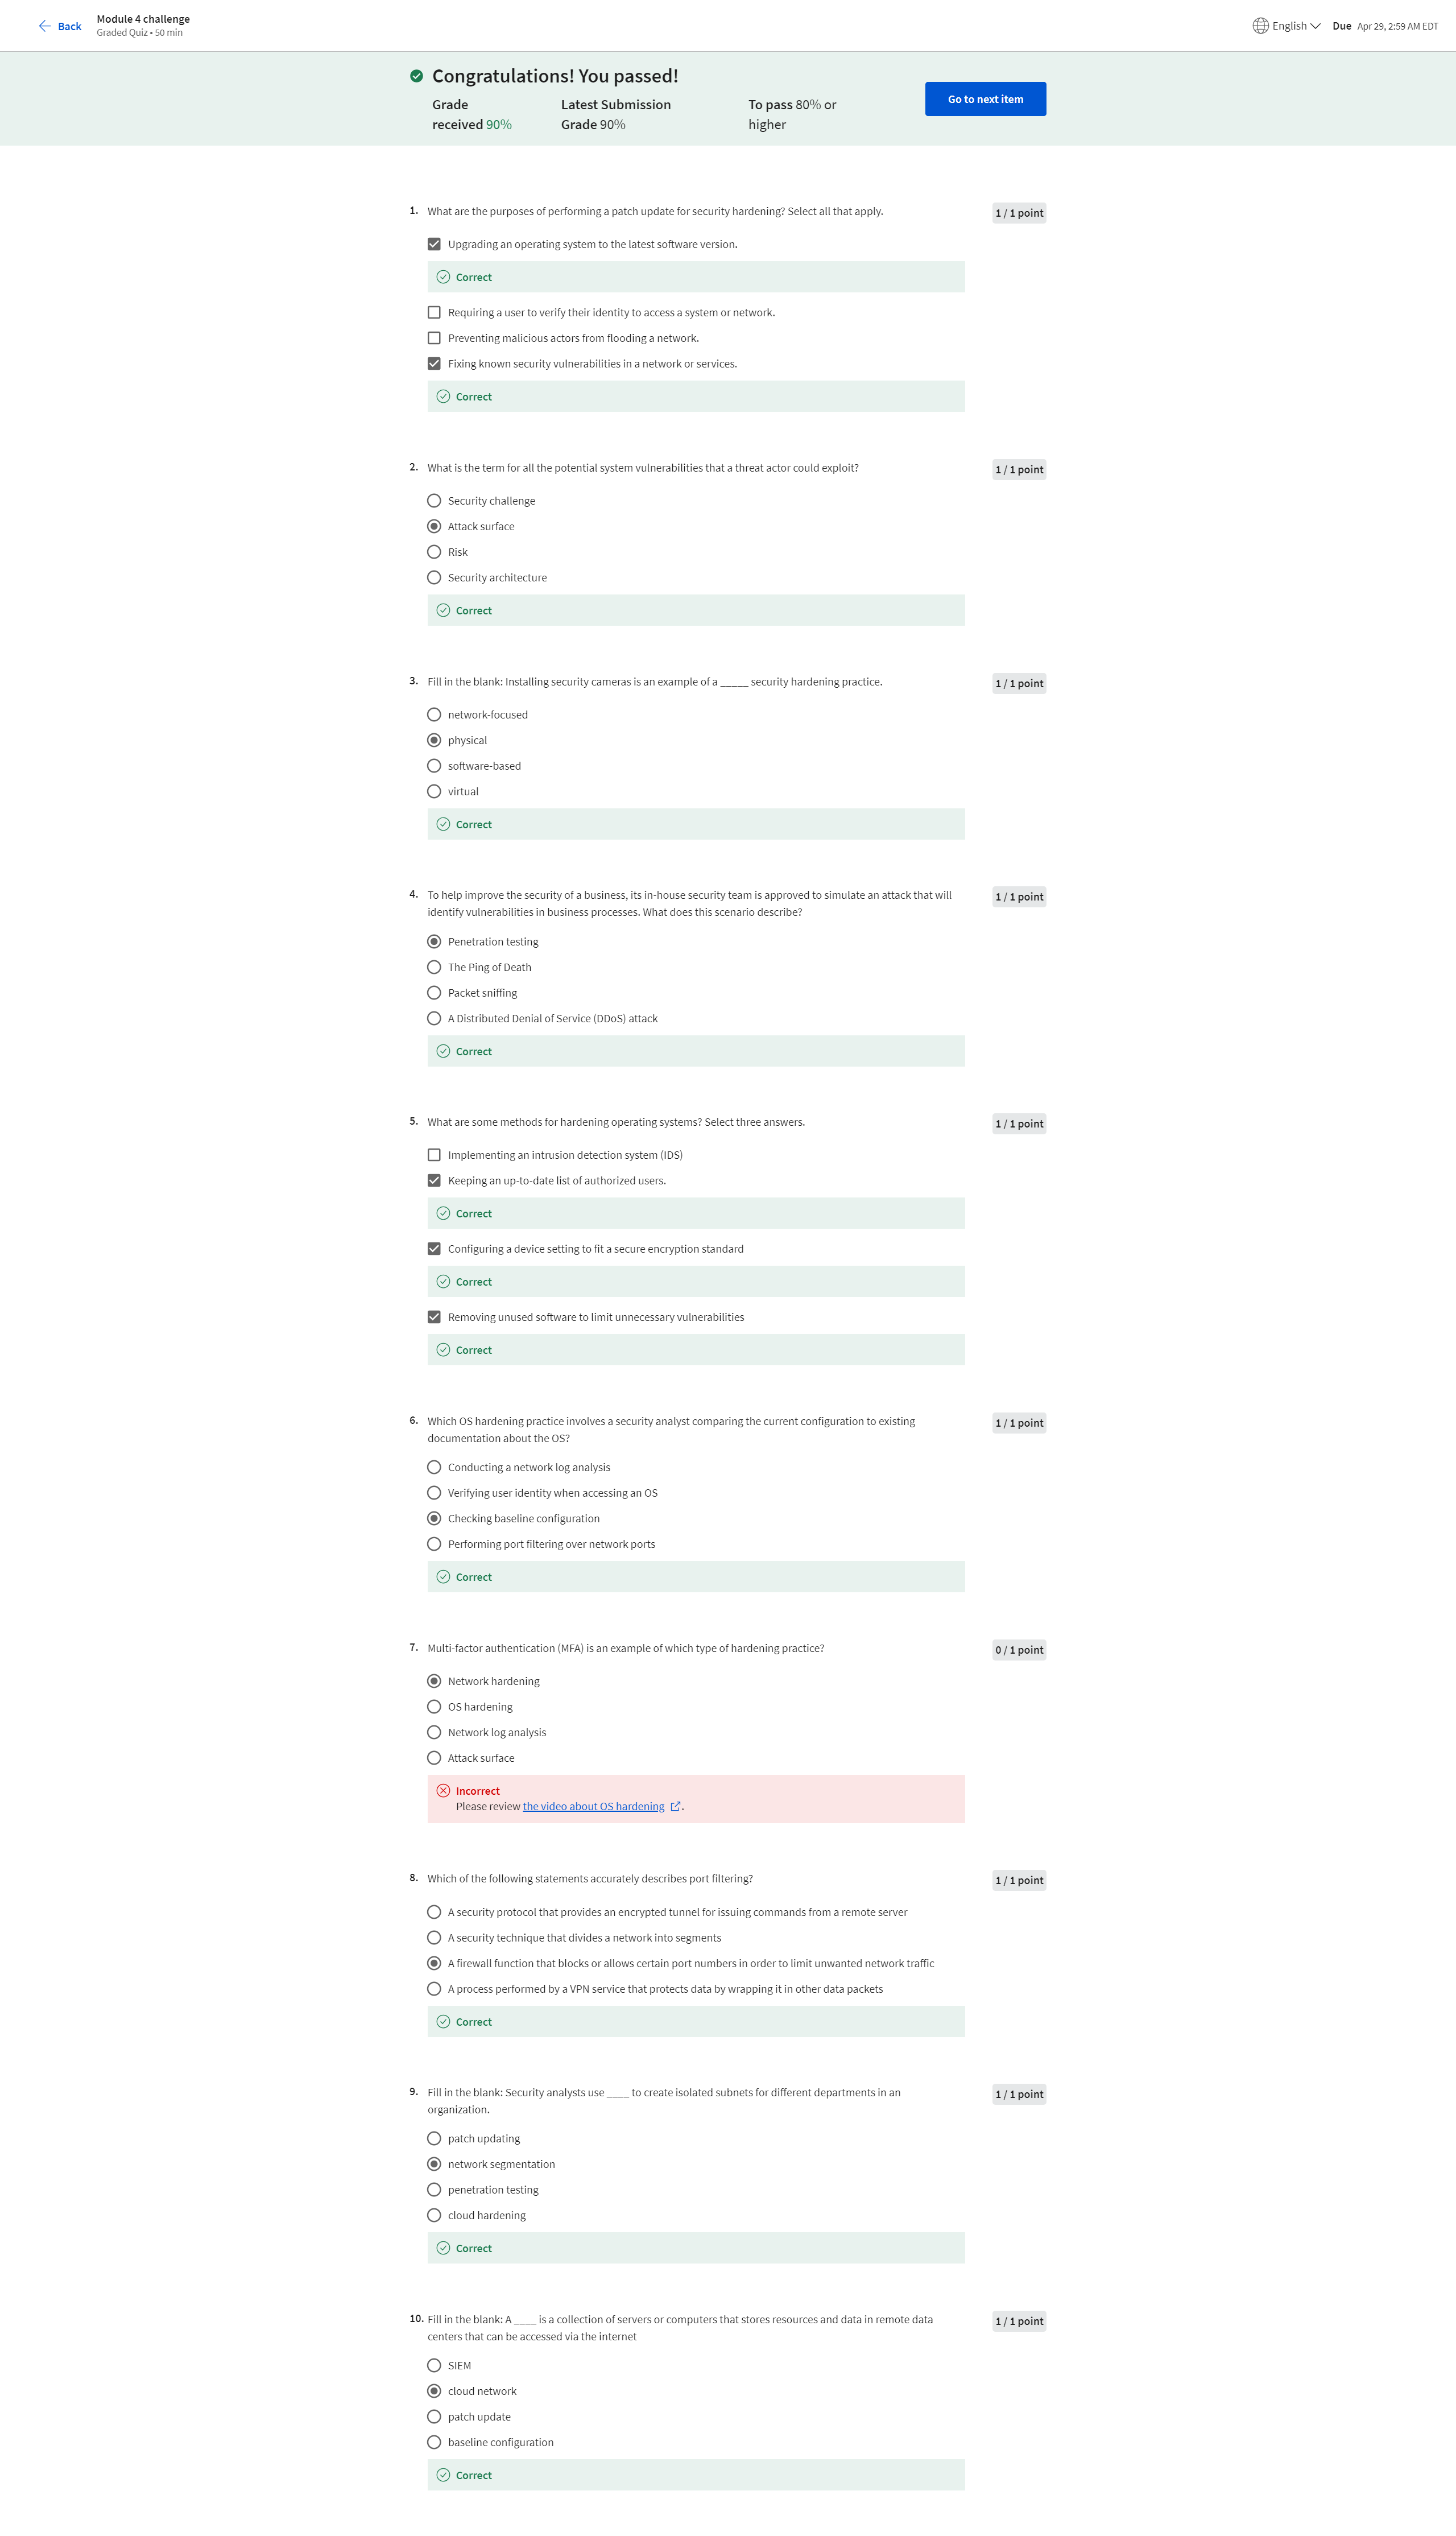 Back
Module 4 challenge
Graded Quiz • 50 min
English
Due Apr 29, 2:59 AM EDT
Congratulations! You passed!
Grade
received 90%
Latest Submission
Grade 90%
To pass 80% or
higher
Go to next item
1. What are the purposes of performing a patch update for security hardening? Select all that apply.
1 / 1 point
Upgrading an operating system to the latest software version.
Correct
Requiring a user to verify their identity to access a system or network.
Preventing malicious actors from flooding a network.
Fixing known security vulnerabilities in a network or services.
Correct
2. What is the term for all the potential system vulnerabilities that a threat actor could exploit?
1 / 1 point
Security challenge
Attack surface
Risk
Security architecture
Correct
3. Fill in the blank: Installing security cameras is an example of a _____ security hardening practice.
1 / 1 point
network-focused
physical
software-based
virtual
Correct
4. To help improve the security of a business, its in-house security team is approved to simulate an attack that will
identify vulnerabilities in business processes. What does this scenario describe?
1 / 1 point
Penetration testing
The Ping of Death
Packet sniffing
A Distributed Denial of Service (DDoS) attack
Correct
5. What are some methods for hardening operating systems? Select three answers.
1 / 1 point
Implementing an intrusion detection system (IDS)
Keeping an up-to-date list of authorized users.
Correct
Configuring a device setting to fit a secure encryption standard
Correct
Removing unused software to limit unnecessary vulnerabilities
Correct
6. Which OS hardening practice involves a security analyst comparing the current configuration to existing
documentation about the OS?
1 / 1 point
Conducting a network log analysis
Verifying user identity when accessing an OS
Checking baseline configuration
Performing port filtering over network ports
Correct
7. Multi-factor authentication (MFA) is an example of which type of hardening practice?
0 / 1 point
Network hardening
OS hardening
Network log analysis
Attack surface
Incorrect
Please review the video about OS hardening .
8. Which of the following statements accurately describes port filtering?
1 / 1 point
A security protocol that provides an encrypted tunnel for issuing commands from a remote server
A security technique that divides a network into segments
A firewall function that blocks or allows certain port numbers in order to limit unwanted network traffic
A process performed by a VPN service that protects data by wrapping it in other data packets
Correct
9. Fill in the blank: Security analysts use ____ to create isolated subnets for different departments in an
organization.
1 / 1 point
patch updating
network segmentation
penetration testing
cloud hardening
Correct
10. Fill in the blank: A ____ is a collection of servers or computers that stores resources and data in remote data
centers that can be accessed via the internet
1 / 1 point
SIEM
cloud network
patch update
baseline configuration
Correct